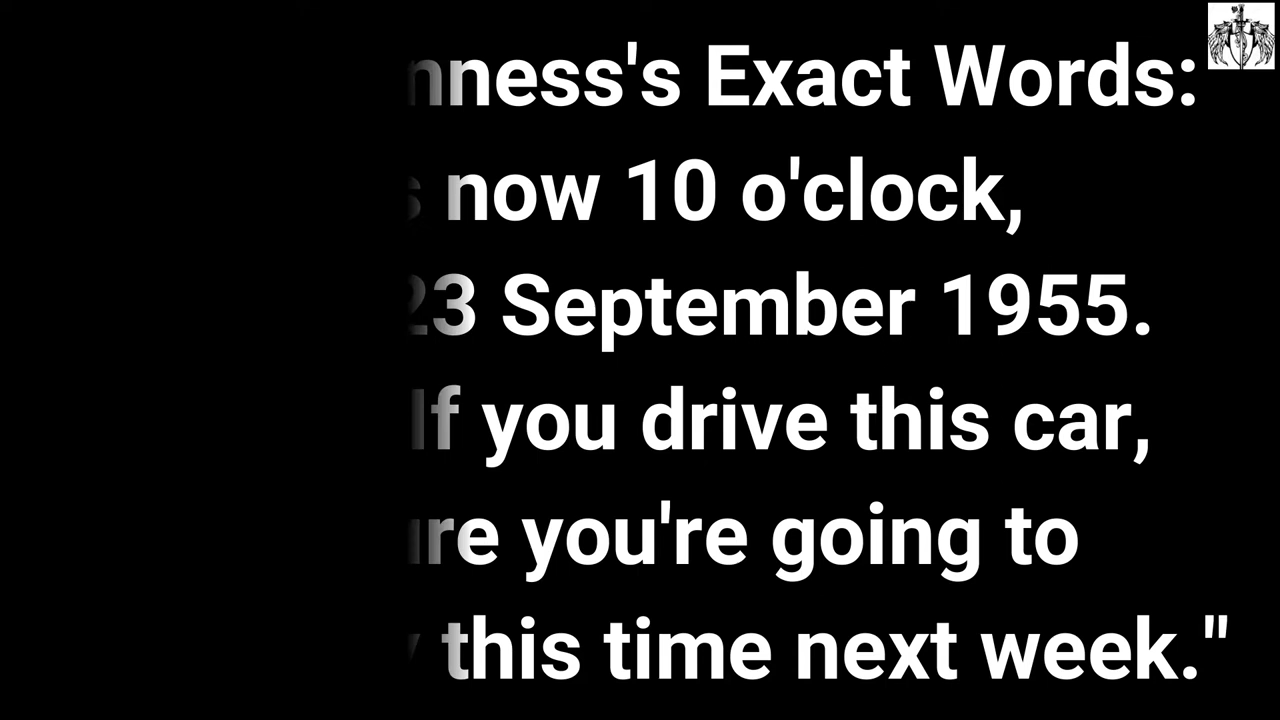 nness's Exact Words:
s now 10 o'clock,
23 September 1955.
If you drive this car,
ure you're going to
this time next week."